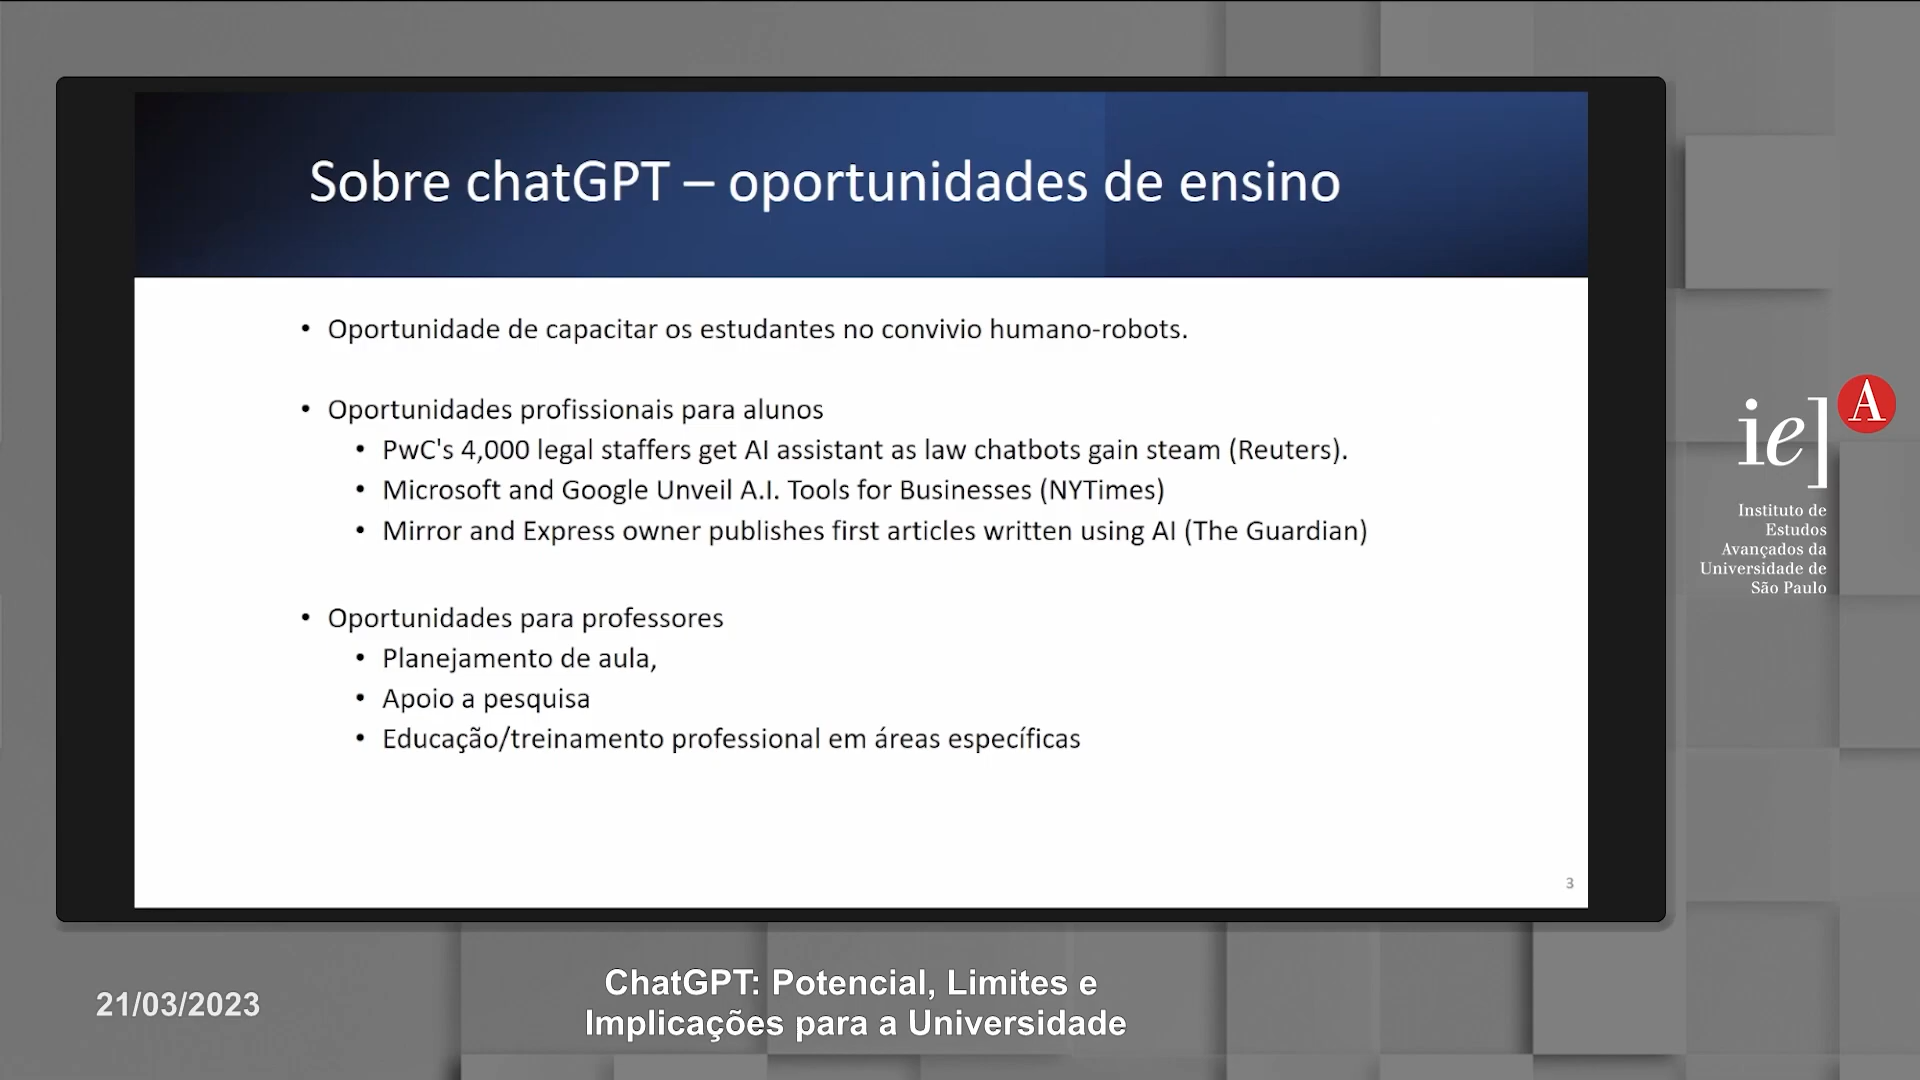 Sobre chatGPT – oportunidades de ensino
• Oportunidade de capacitar os estudantes no convivio humano-robots.
• Oportunidades profissionais para alunos
• PwC's 4,000 legal staffers get AI assistant as law chatbots gain steam (Reuters).
• Microsoft and Google Unveil A.I. Tools for Businesses (NYTimes)
• Mirror and Express owner publishes first articles written using AI (The Guardian)
• Oportunidades para professores
• Planejamento de aula,
• Apoio a pesquisa
• Educação/treinamento professional em áreas específicas
3
ie] A
Instituto de
Estudos
Avançados da
Universidade de
São Paulo
21/03/2023
ChatGPT: Potencial, Limites e
Implicações para a Universidade